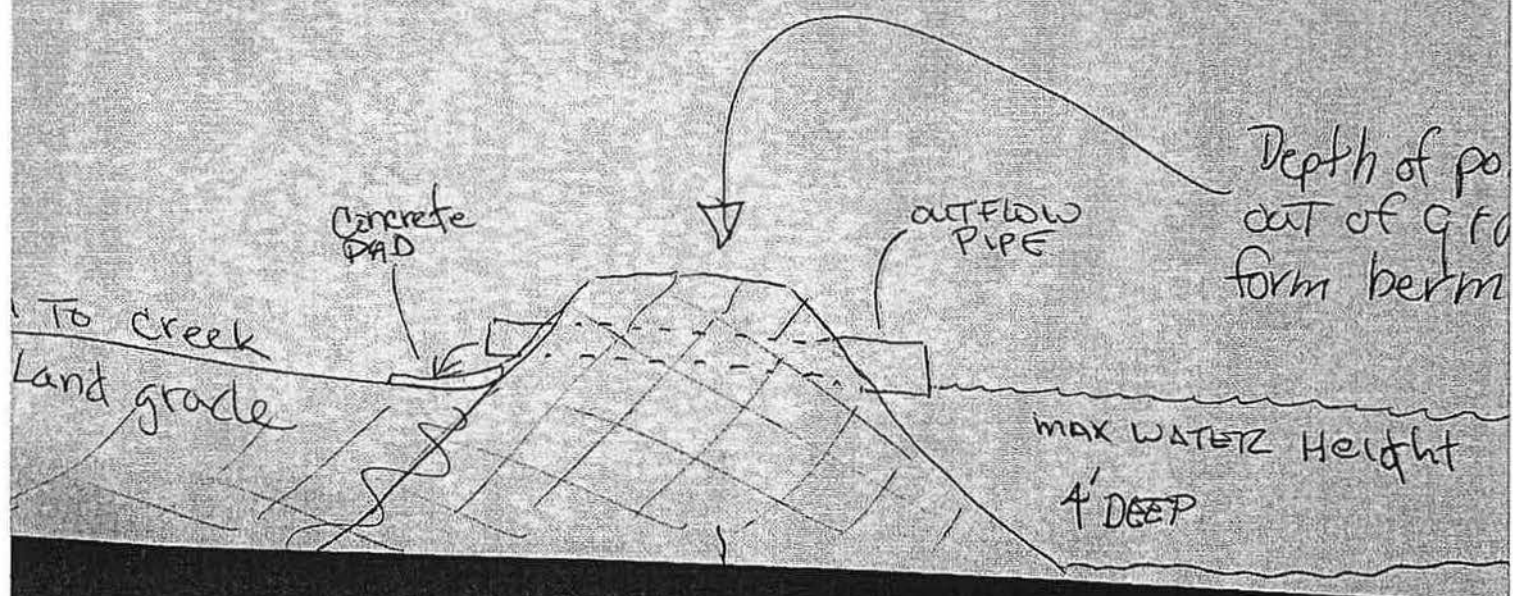 Depth of po
out of gra
form berm
OUTFLOW
PIPE
Concrete
PAD
To creek
Land grade
MAX WATER Height
4' DEEP